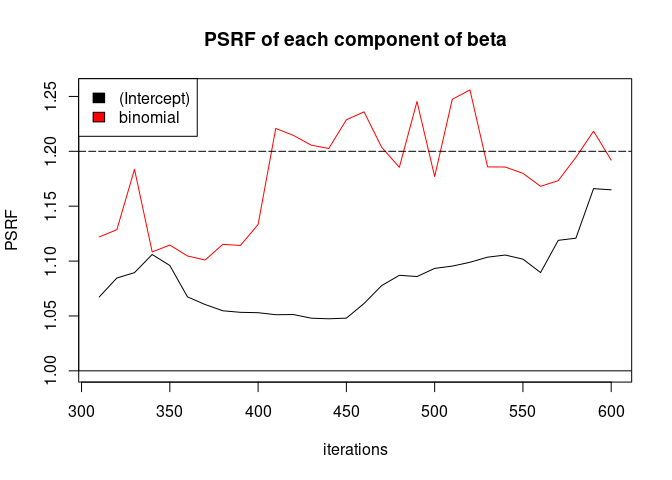 PSRF of each component of beta
(Intercept)
binomial
PSRF
1.25
1.20
1.15
1.10
1.05
1.00
300 350 400 450 500 550 600
iterations